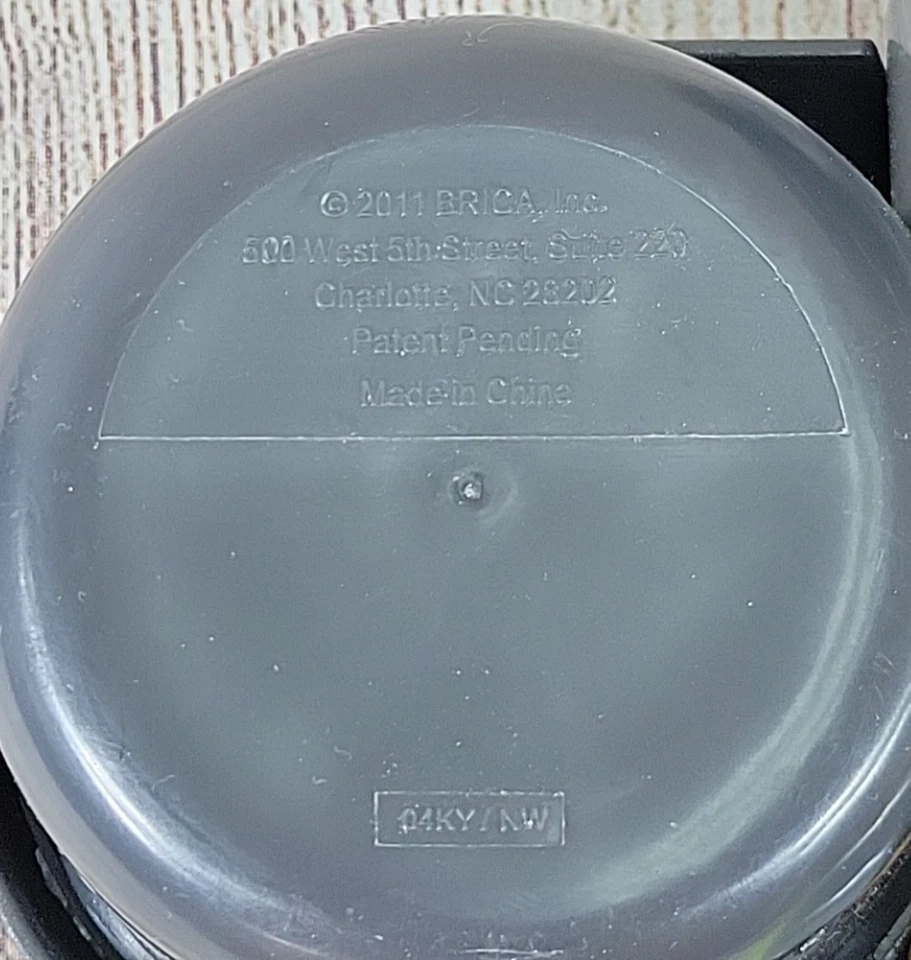 © 2011 BRICA, Inc.
500 West 5th Street, Suite 220
Charlotte, NC 28202
Patent Pending
Made in China
04KY / NW